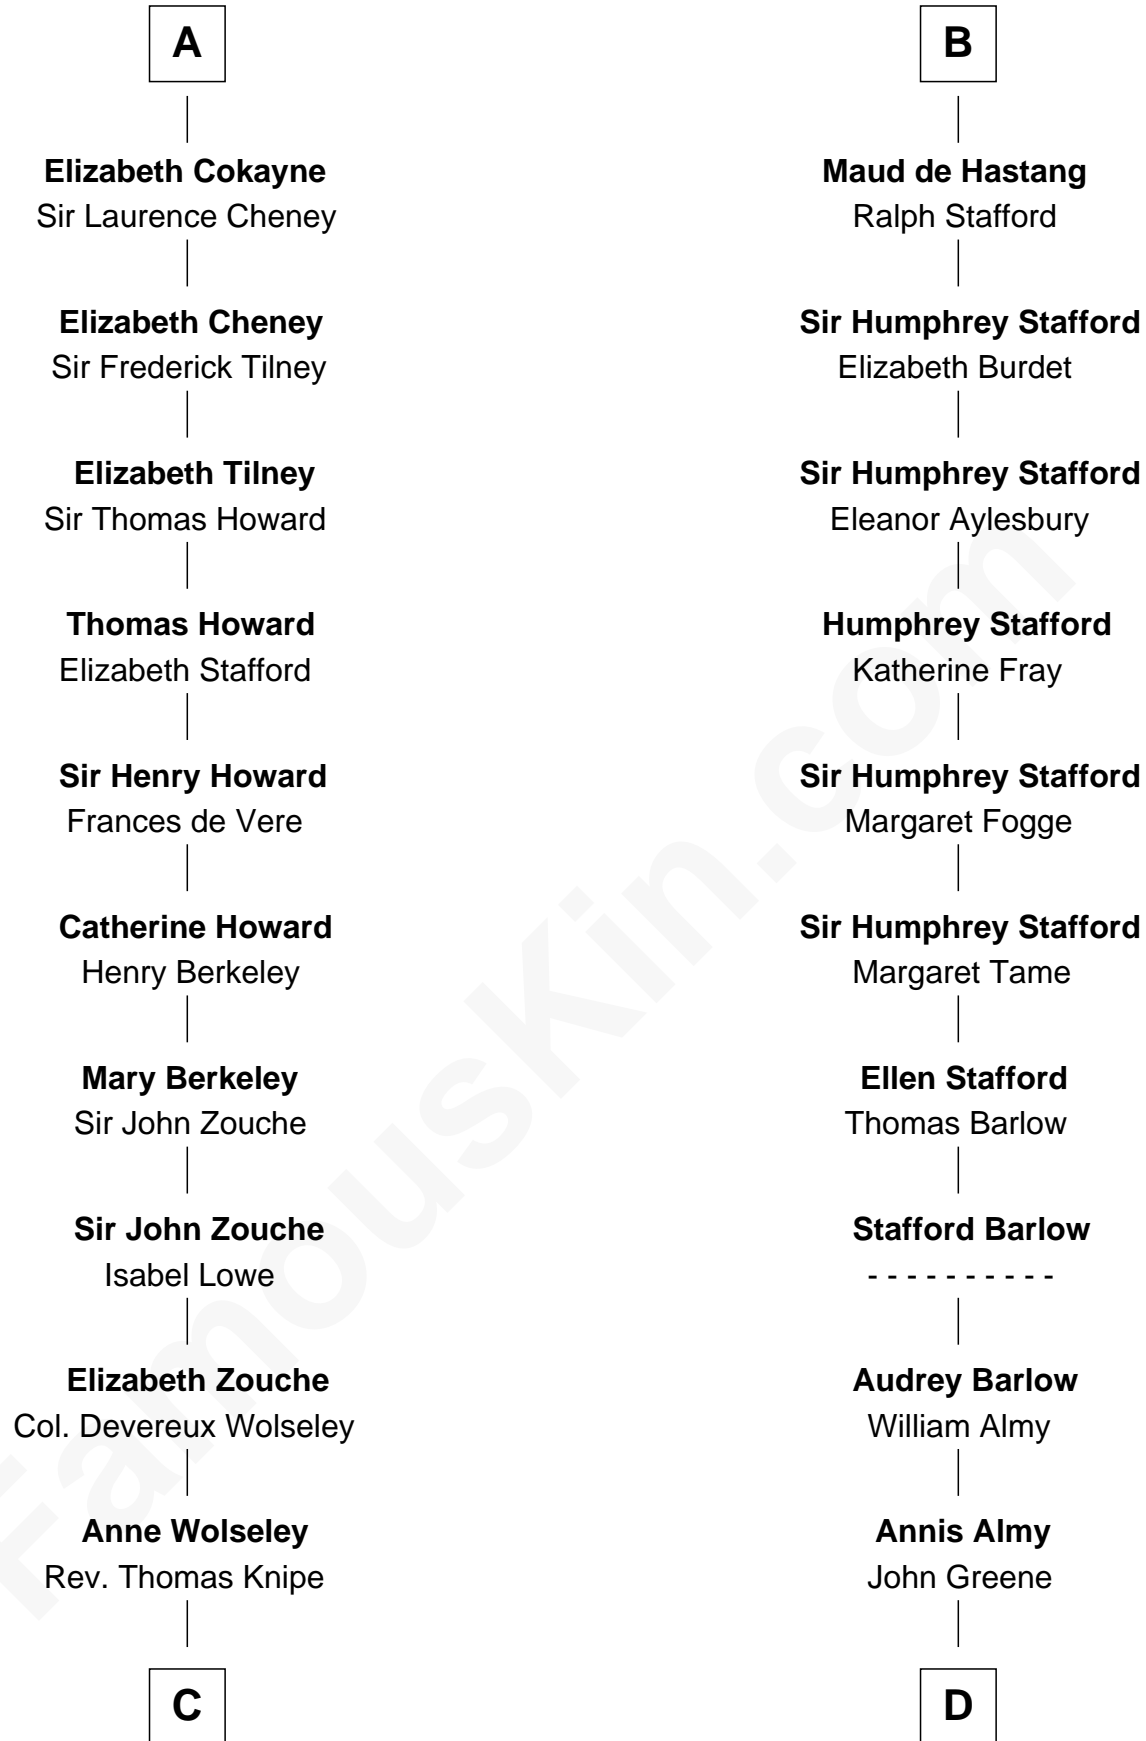 A
Elizabeth Cokayne
Sir Laurence Cheney
Elizabeth Cheney
Sir Frederick Tilney
Elizabeth Tilney
Sir Thomas Howard
Thomas Howard
Elizabeth Stafford
Sir Henry Howard
Frances de Vere
Catherine Howard
Henry Berkeley
Mary Berkeley
Sir John Zouche
Sir John Zouche
Isabel Lowe
Elizabeth Zouche
Col. Devereux Wolseley
Anne Wolseley
Rev. Thomas Knipe
C
B
Maud de Hastang
Ralph Stafford
Sir Humphrey Stafford
Elizabeth Burdet
Sir Humphrey Stafford
Eleanor Aylesbury
Humphrey Stafford
Katherine Fray
Sir Humphrey Stafford
Margaret Fogge
Sir Humphrey Stafford
Margaret Tame
Ellen Stafford
Thomas Barlow
Stafford Barlow
- - - - - - - - - -
Audrey Barlow
William Almy
Annis Almy
John Greene
D
FamousKin.com